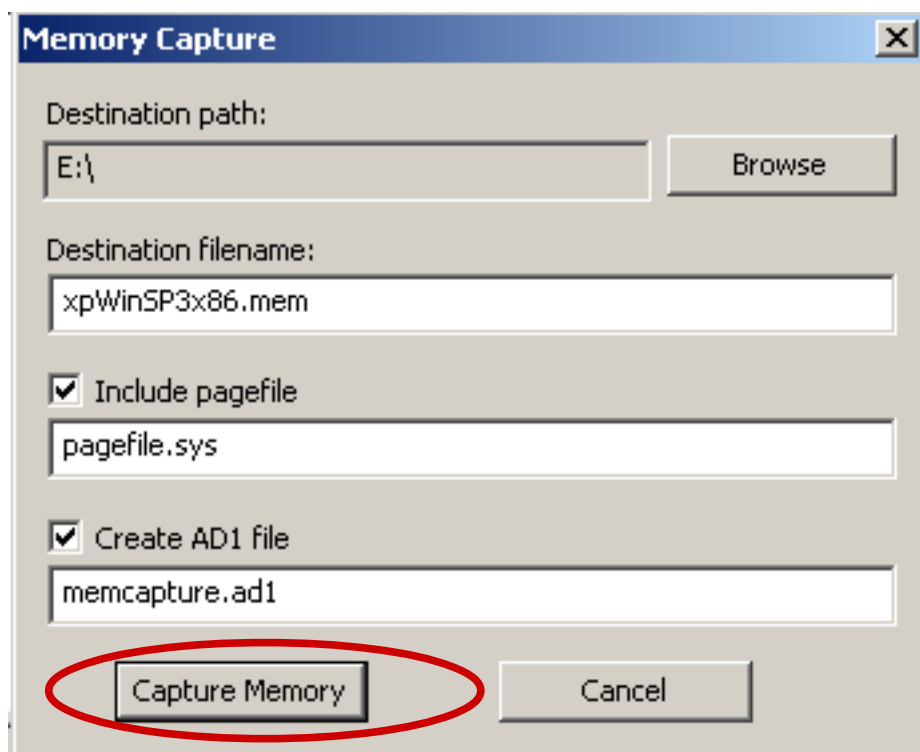 Memory Capture
Destination path:
E:\
Browse
Destination filename:
xpWinSP3x86.mem
Include pagefile
pagefile.sys
Create AD1 file
memcapture.ad1
Capture Memory
Cancel